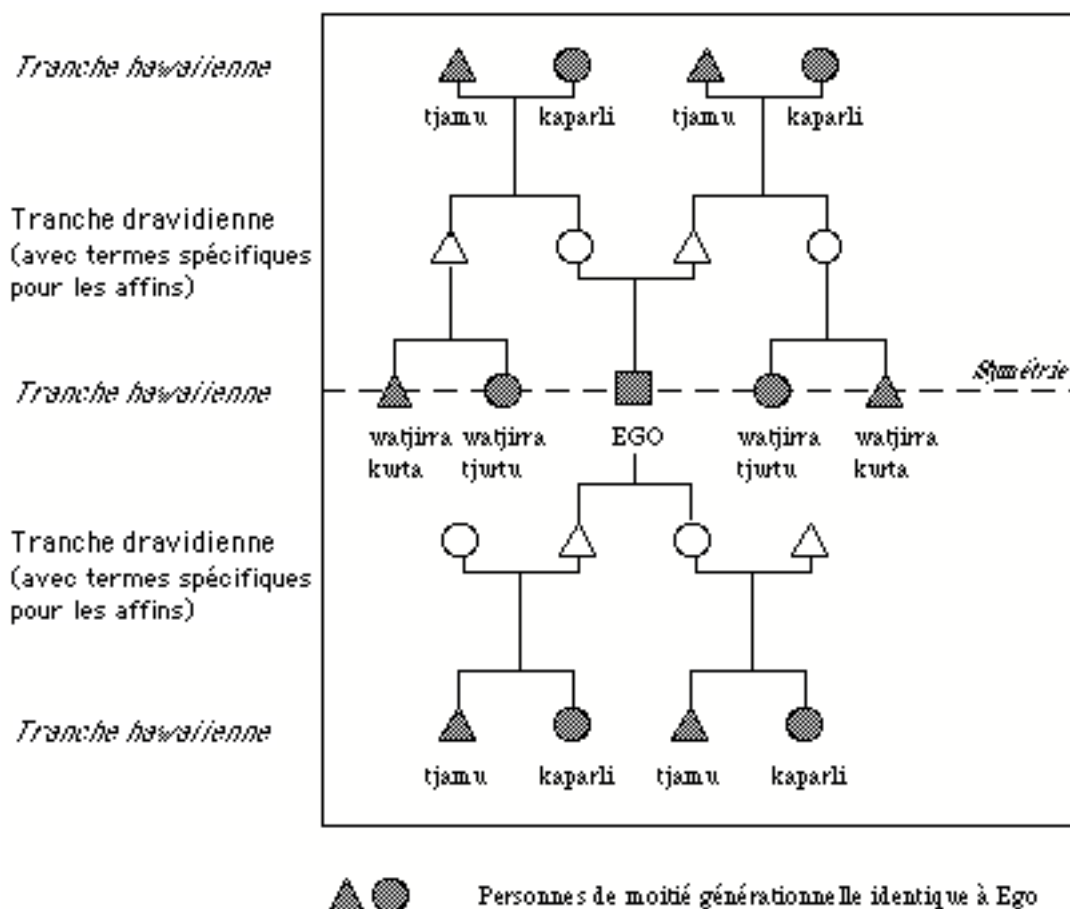 Tranche hawaiienne
tjamu kaparli tjamu kaparli
Tranche dravidienne
(avec termes spécifiques
pour les affins)
Tranche hawaiienne
Symétrie
watjirra watjirra EGO watjirra watjirra
kurta tjurtu tjurtu kurta
Tranche dravidienne
(avec termes spécifiques
pour les affins)
Tranche hawaiienne
tjamu kaparli tjamu kaparli
Personnes de moitié générationnelle identique à Ego